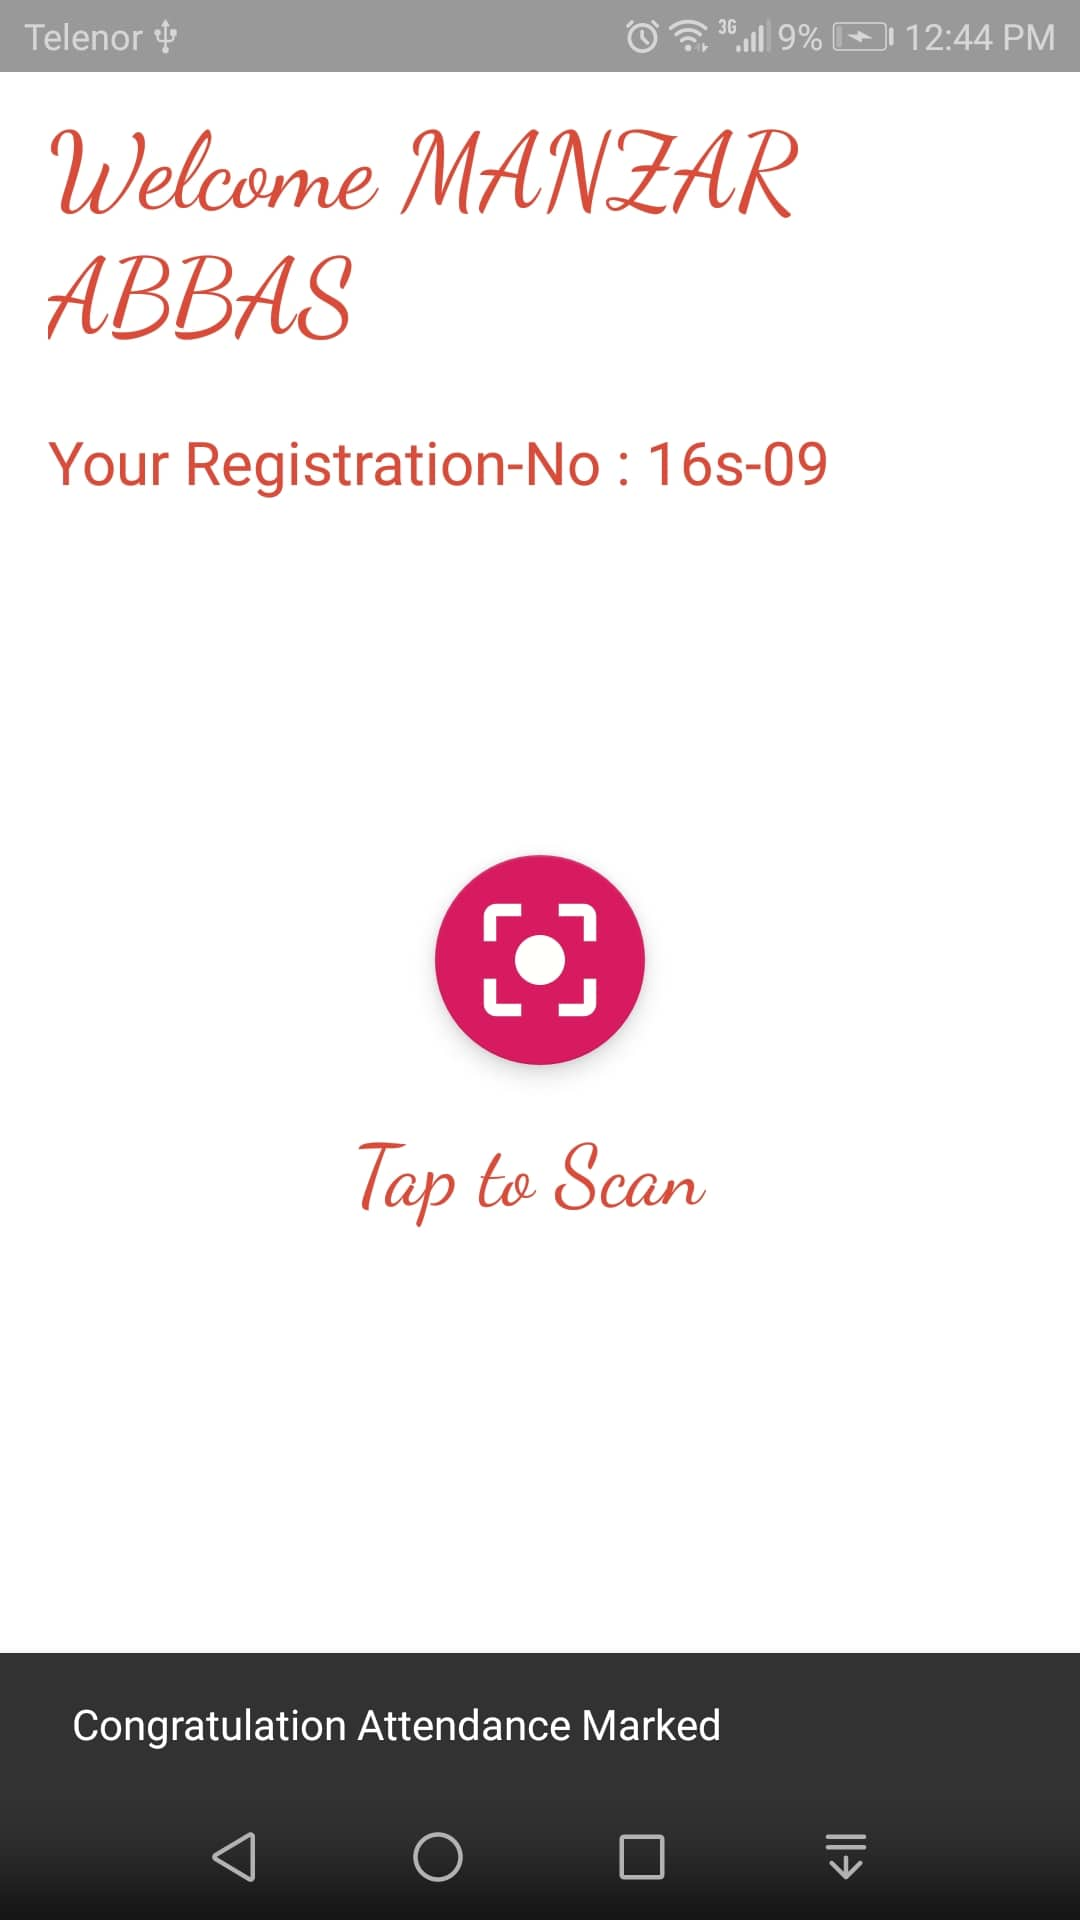 Telenor 3G 9% 12:44 PM
Welcome MANZAR
ABBAS
Your Registration-No : 16s-09
Tap to Scan
Congratulation Attendance Marked